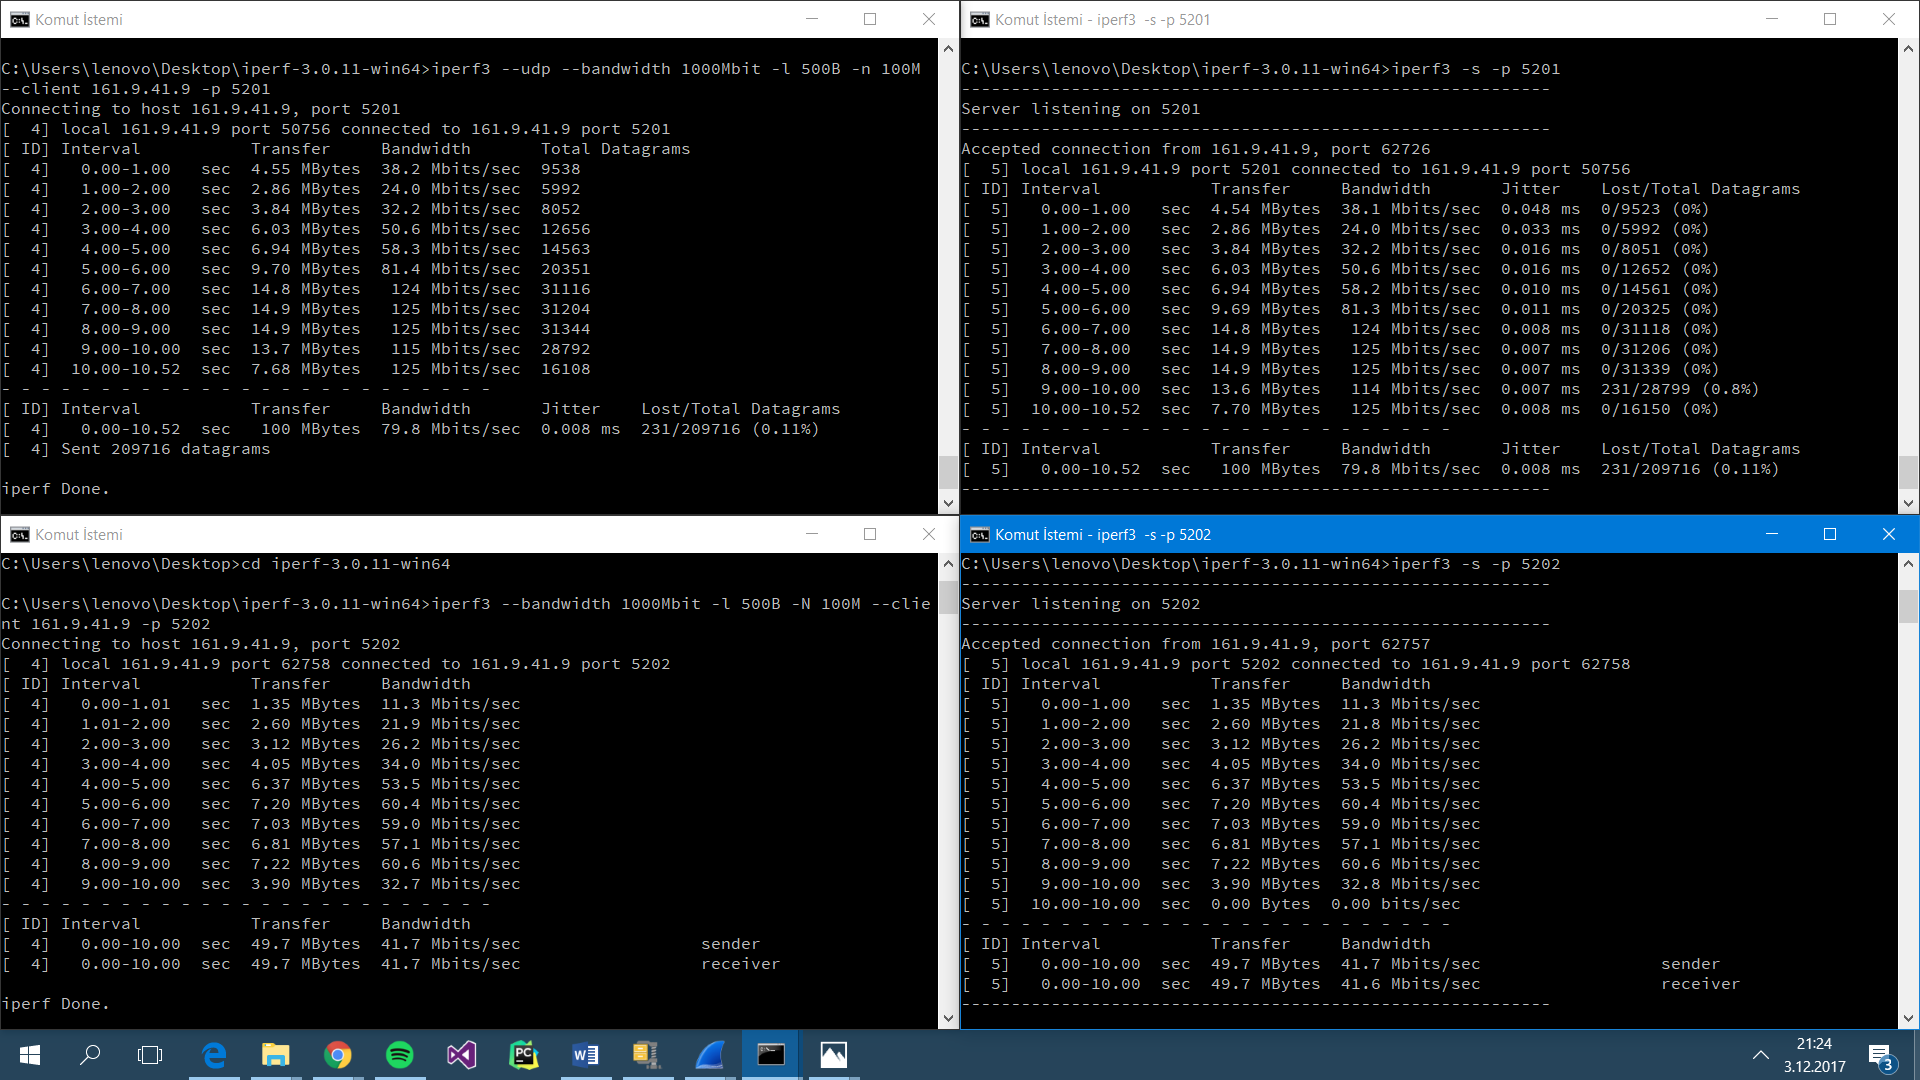 Komut İstemi
C:\Users\lenovo\Desktop\iperf-3.0.11-win64>iperf3 --udp --bandwidth 1000Mbit -l 500B -n 100M
--client 161.9.41.9 -p 5201
Connecting to host 161.9.41.9, port 5201
[  4] local 161.9.41.9 port 50756 connected to 161.9.41.9 port 5201
[ ID] Interval           Transfer     Bandwidth       Total Datagrams
[  4]   0.00-1.00   sec  4.55 MBytes  38.2 Mbits/sec  9538
[  4]   1.00-2.00   sec  2.86 MBytes  24.0 Mbits/sec  5992
[  4]   2.00-3.00   sec  3.84 MBytes  32.2 Mbits/sec  8052
[  4]   3.00-4.00   sec  6.03 MBytes  50.6 Mbits/sec  12656
[  4]   4.00-5.00   sec  6.94 MBytes  58.3 Mbits/sec  14563
[  4]   5.00-6.00   sec  9.70 MBytes  81.4 Mbits/sec  20351
[  4]   6.00-7.00   sec  14.8 MBytes   124 Mbits/sec  31116
[  4]   7.00-8.00   sec  14.9 MBytes   125 Mbits/sec  31204
[  4]   8.00-9.00   sec  14.9 MBytes   125 Mbits/sec  31344
[  4]   9.00-10.00  sec  13.7 MBytes   115 Mbits/sec  28792
[  4]  10.00-10.52  sec  7.68 MBytes   125 Mbits/sec  16108
- - - - - - - - - - - - - - - - - - - - - - - - -
[ ID] Interval           Transfer     Bandwidth       Jitter    Lost/Total Datagrams
[  4]   0.00-10.52  sec   100 MBytes  79.8 Mbits/sec  0.008 ms  231/209716 (0.11%)
[  4] Sent 209716 datagrams
iperf Done.
Komut İstemi - iperf3  -s -p 5201
C:\Users\lenovo\Desktop\iperf-3.0.11-win64>iperf3 -s -p 5201
-----------------------------------------------------------
Server listening on 5201
-----------------------------------------------------------
Accepted connection from 161.9.41.9, port 62726
[  5] local 161.9.41.9 port 5201 connected to 161.9.41.9 port 50756
[ ID] Interval           Transfer     Bandwidth       Jitter    Lost/Total Datagrams
[  5]   0.00-1.00   sec  4.54 MBytes  38.1 Mbits/sec  0.048 ms  0/9523 (0%)
[  5]   1.00-2.00   sec  2.86 MBytes  24.0 Mbits/sec  0.033 ms  0/5992 (0%)
[  5]   2.00-3.00   sec  3.84 MBytes  32.2 Mbits/sec  0.016 ms  0/8051 (0%)
[  5]   3.00-4.00   sec  6.03 MBytes  50.6 Mbits/sec  0.016 ms  0/12652 (0%)
[  5]   4.00-5.00   sec  6.94 MBytes  58.2 Mbits/sec  0.010 ms  0/14561 (0%)
[  5]   5.00-6.00   sec  9.69 MBytes  81.3 Mbits/sec  0.011 ms  0/20325 (0%)
[  5]   6.00-7.00   sec  14.8 MBytes   124 Mbits/sec  0.008 ms  0/31118 (0%)
[  5]   7.00-8.00   sec  14.9 MBytes   125 Mbits/sec  0.007 ms  0/31206 (0%)
[  5]   8.00-9.00   sec  14.9 MBytes   125 Mbits/sec  0.007 ms  0/31339 (0%)
[  5]   9.00-10.00  sec  13.6 MBytes   114 Mbits/sec  0.007 ms  231/28799 (0.8%)
[  5]  10.00-10.52  sec  7.70 MBytes   125 Mbits/sec  0.008 ms  0/16150 (0%)
- - - - - - - - - - - - - - - - - - - - - - - - -
[ ID] Interval           Transfer     Bandwidth       Jitter    Lost/Total Datagrams
[  5]   0.00-10.52  sec   100 MBytes  79.8 Mbits/sec  0.008 ms  231/209716 (0.11%)
-----------------------------------------------------------
Komut İstemi
C:\Users\lenovo\Desktop>cd iperf-3.0.11-win64
C:\Users\lenovo\Desktop\iperf-3.0.11-win64>iperf3 --bandwidth 1000Mbit -l 500B -N 100M --clie
nt 161.9.41.9 -p 5202
Connecting to host 161.9.41.9, port 5202
[  4] local 161.9.41.9 port 62758 connected to 161.9.41.9 port 5202
[ ID] Interval           Transfer     Bandwidth
[  4]   0.00-1.01   sec  1.35 MBytes  11.3 Mbits/sec
[  4]   1.01-2.00   sec  2.60 MBytes  21.9 Mbits/sec
[  4]   2.00-3.00   sec  3.12 MBytes  26.2 Mbits/sec
[  4]   3.00-4.00   sec  4.05 MBytes  34.0 Mbits/sec
[  4]   4.00-5.00   sec  6.37 MBytes  53.5 Mbits/sec
[  4]   5.00-6.00   sec  7.20 MBytes  60.4 Mbits/sec
[  4]   6.00-7.00   sec  7.03 MBytes  59.0 Mbits/sec
[  4]   7.00-8.00   sec  6.81 MBytes  57.1 Mbits/sec
[  4]   8.00-9.00   sec  7.22 MBytes  60.6 Mbits/sec
[  4]   9.00-10.00  sec  3.90 MBytes  32.7 Mbits/sec
- - - - - - - - - - - - - - - - - - - - - - - - -
[ ID] Interval           Transfer     Bandwidth
[  4]   0.00-10.00  sec  49.7 MBytes  41.7 Mbits/sec                  sender
[  4]   0.00-10.00  sec  49.7 MBytes  41.7 Mbits/sec                  receiver
iperf Done.
Komut İstemi - iperf3  -s -p 5202
C:\Users\lenovo\Desktop\iperf-3.0.11-win64>iperf3 -s -p 5202
-----------------------------------------------------------
Server listening on 5202
-----------------------------------------------------------
Accepted connection from 161.9.41.9, port 62757
[  5] local 161.9.41.9 port 5202 connected to 161.9.41.9 port 62758
[ ID] Interval           Transfer     Bandwidth
[  5]   0.00-1.00   sec  1.35 MBytes  11.3 Mbits/sec
[  5]   1.00-2.00   sec  2.60 MBytes  21.8 Mbits/sec
[  5]   2.00-3.00   sec  3.12 MBytes  26.2 Mbits/sec
[  5]   3.00-4.00   sec  4.05 MBytes  34.0 Mbits/sec
[  5]   4.00-5.00   sec  6.37 MBytes  53.5 Mbits/sec
[  5]   5.00-6.00   sec  7.20 MBytes  60.4 Mbits/sec
[  5]   6.00-7.00   sec  7.03 MBytes  59.0 Mbits/sec
[  5]   7.00-8.00   sec  6.81 MBytes  57.1 Mbits/sec
[  5]   8.00-9.00   sec  7.22 MBytes  60.6 Mbits/sec
[  5]   9.00-10.00  sec  3.90 MBytes  32.8 Mbits/sec
[  5]  10.00-10.00  sec  0.00 Bytes  0.00 bits/sec
- - - - - - - - - - - - - - - - - - - - - - - - -
[ ID] Interval           Transfer     Bandwidth
[  5]   0.00-10.00  sec  49.7 MBytes  41.7 Mbits/sec                  sender
[  5]   0.00-10.00  sec  49.7 MBytes  41.6 Mbits/sec                  receiver
-----------------------------------------------------------
21:24
3.12.2017
3